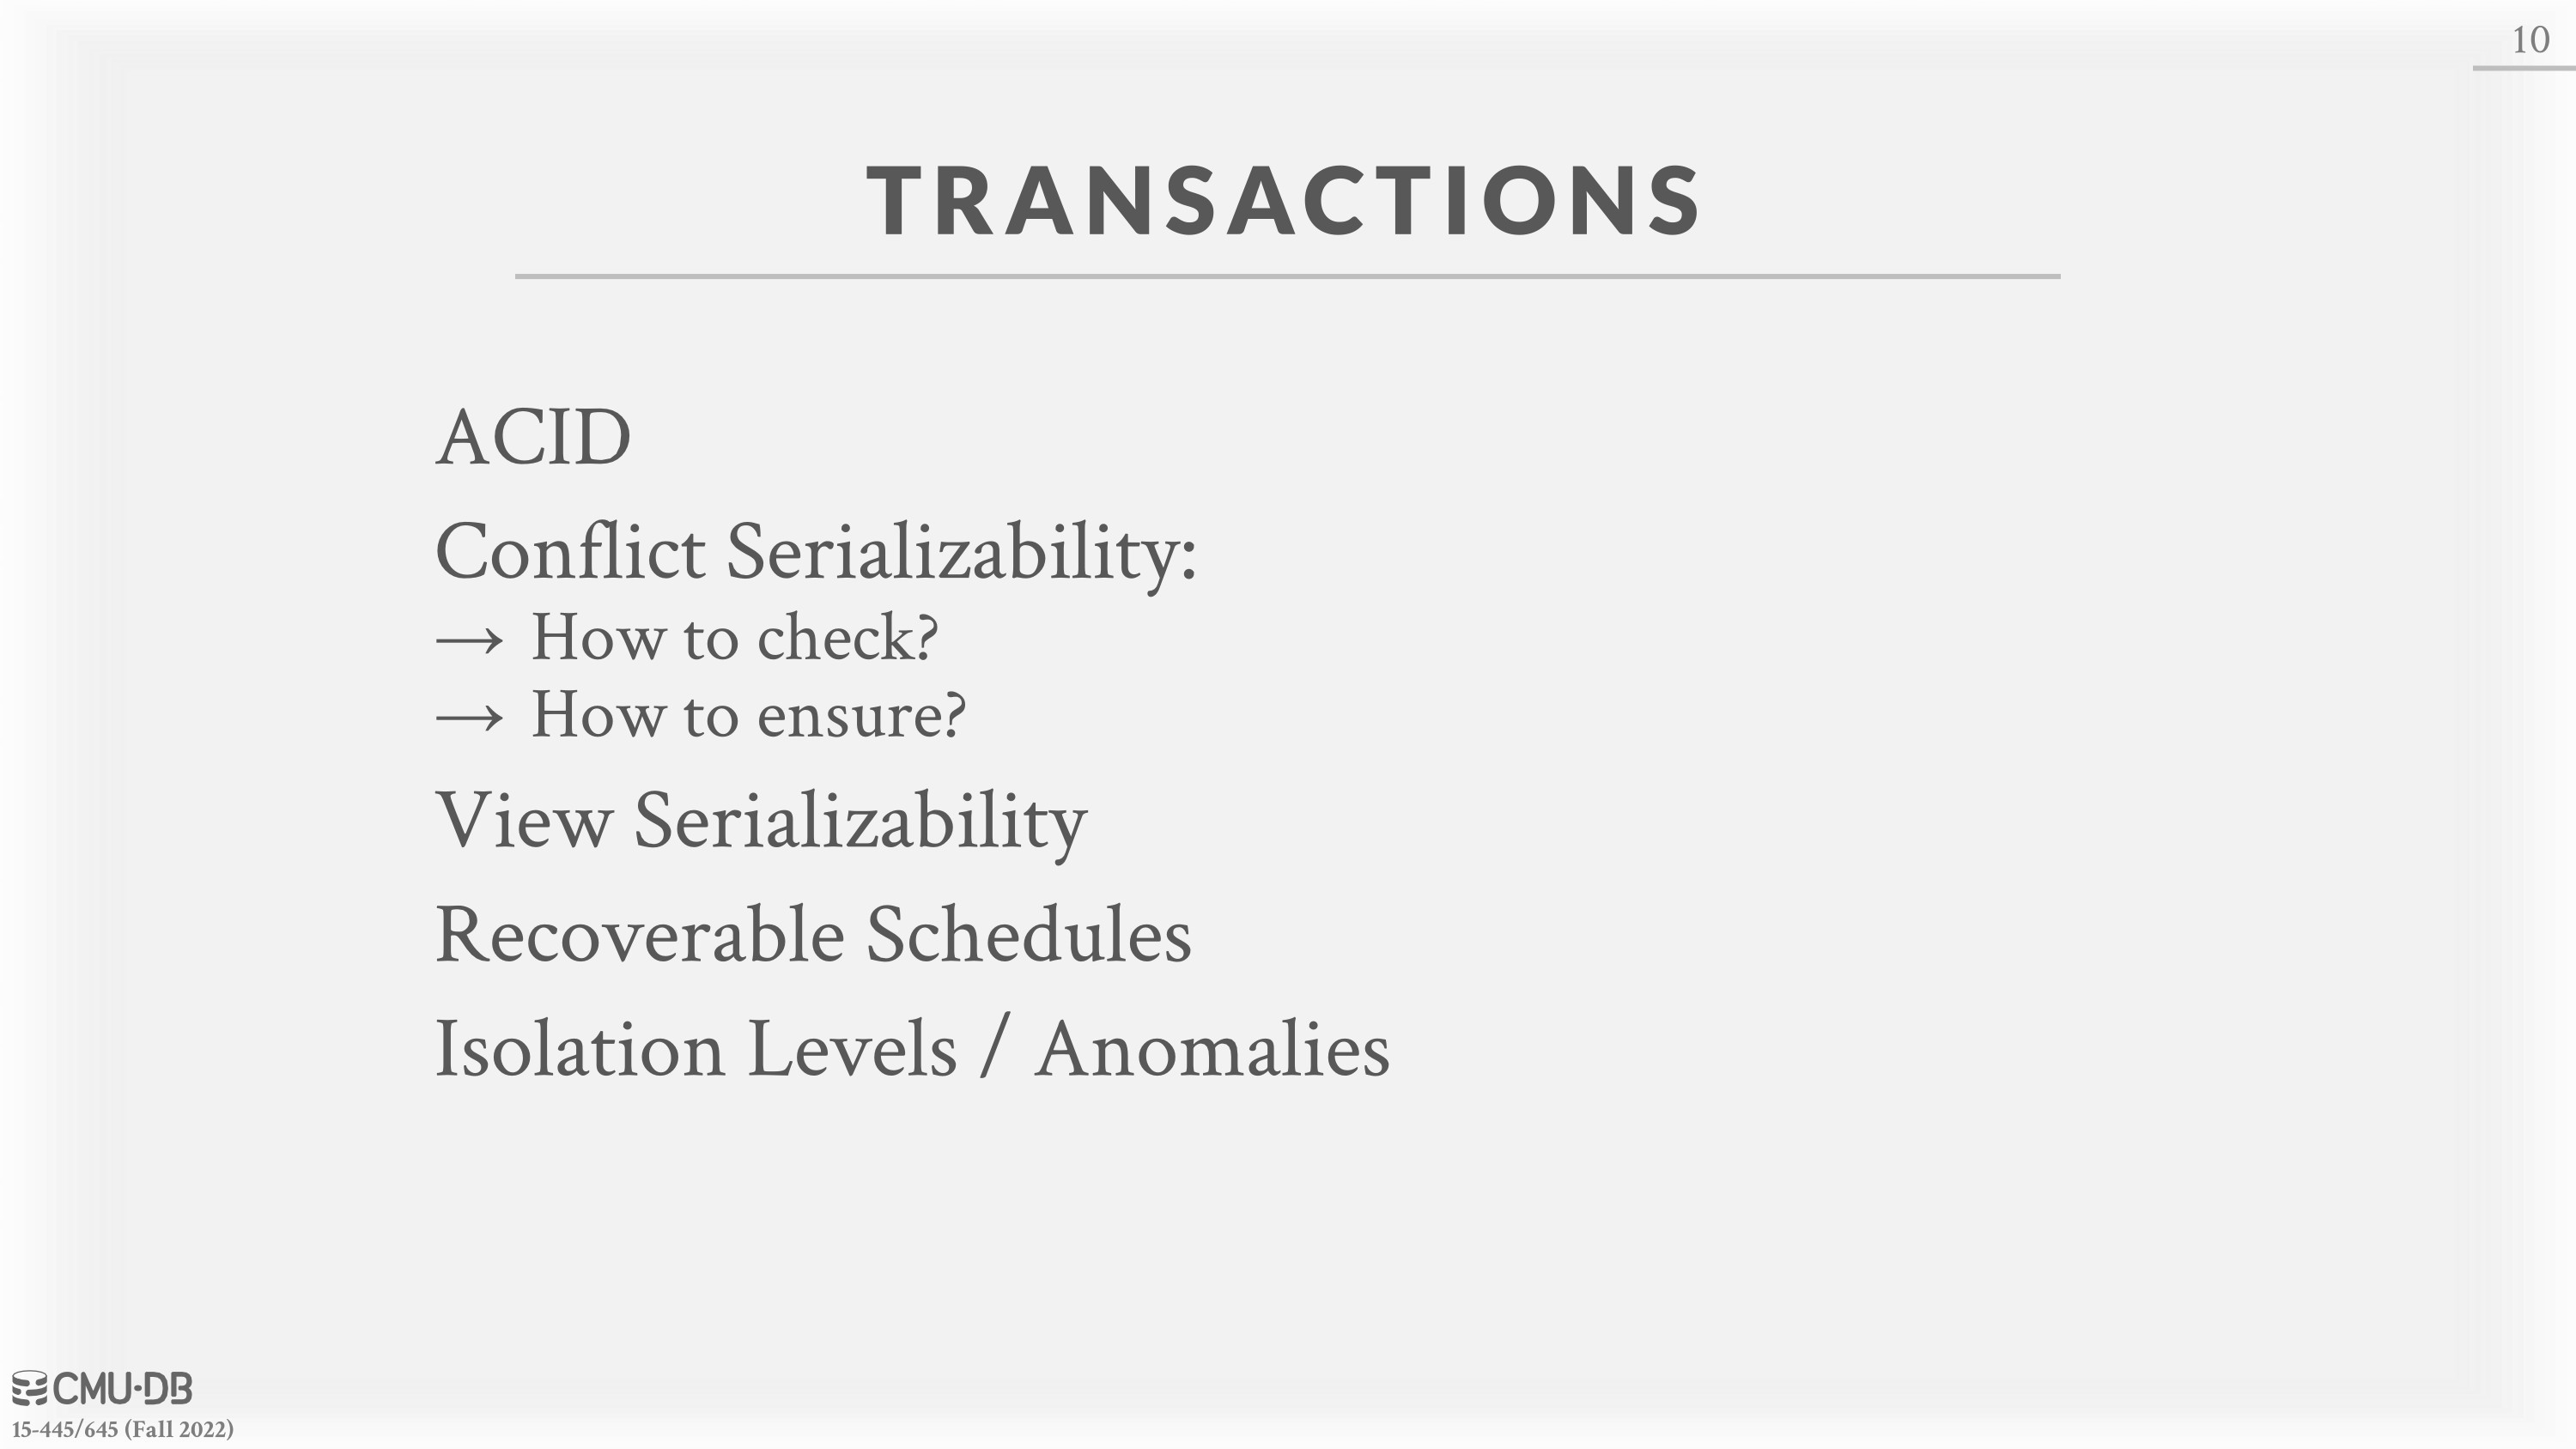 10
TRANSACTIONS
ACID
Conflict Serializability:
→ How to check?
→ How to ensure?
View Serializability
Recoverable Schedules
Isolation Levels / Anomalies
CMU·DB
15-445/645 (Fall 2022)